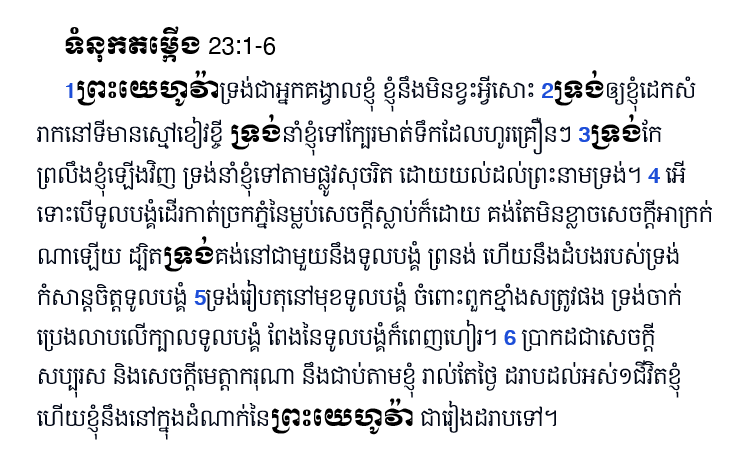 ទំនុកតម្កើង 23:1-6
1ព្រះយេហូវ៉ាទ្រង់ជាអ្នកគង្វាលខ្ញុំ ខ្ញុំនឹងមិនខ្វះអ្វីសោះ 2ទ្រង់ឲ្យខ្ញុំដេកសំ
រាកនៅទីមានស្មៅខៀវខ្ចី ទ្រង់នាំខ្ញុំទៅក្បែរមាត់ទឹកដែលហូរគ្រឿនៗ 3ទ្រង់កែ
ព្រលឹងខ្ញុំឡើងវិញ ទ្រង់នាំខ្ញុំទៅតាមផ្លូវសុចរិត ដោយយល់ដល់ព្រះនាមទ្រង់។ 4 អើ
ទោះបើទូលបង្គំដើរកាត់ច្រកភ្នំនៃម្លប់សេចក្ដីស្លាប់ក៏ដោយ គង់តែមិនខ្លាចសេចក្ដីអាក្រក់
ណាឡើយ ដ្បិតទ្រង់គង់នៅជាមួយនឹងទូលបង្គំ ព្រនង់ ហើយនឹងដំបងរបស់ទ្រង់
កំសាន្តចិត្តទូលបង្គំ 5ទ្រង់រៀបតុនៅមុខទូលបង្គំ ចំពោះពួកខ្មាំងសត្រូវផង ទ្រង់ចាក់
ប្រេងលាបលើក្បាលទូលបង្គំ ពែងនៃទូលបង្គំក៏ពេញហៀរ។ 6 ប្រាកដជាសេចក្ដី
សប្បុរស និងសេចក្ដីមេត្តាករុណា នឹងជាប់តាមខ្ញុំ រាល់តែថ្ងៃ ដរាបដល់អស់១ជីវិតខ្ញុំ
ហើយខ្ញុំនឹងនៅក្នុងដំណាក់នៃព្រះយេហូវ៉ា ជារៀងដរាបទៅ។